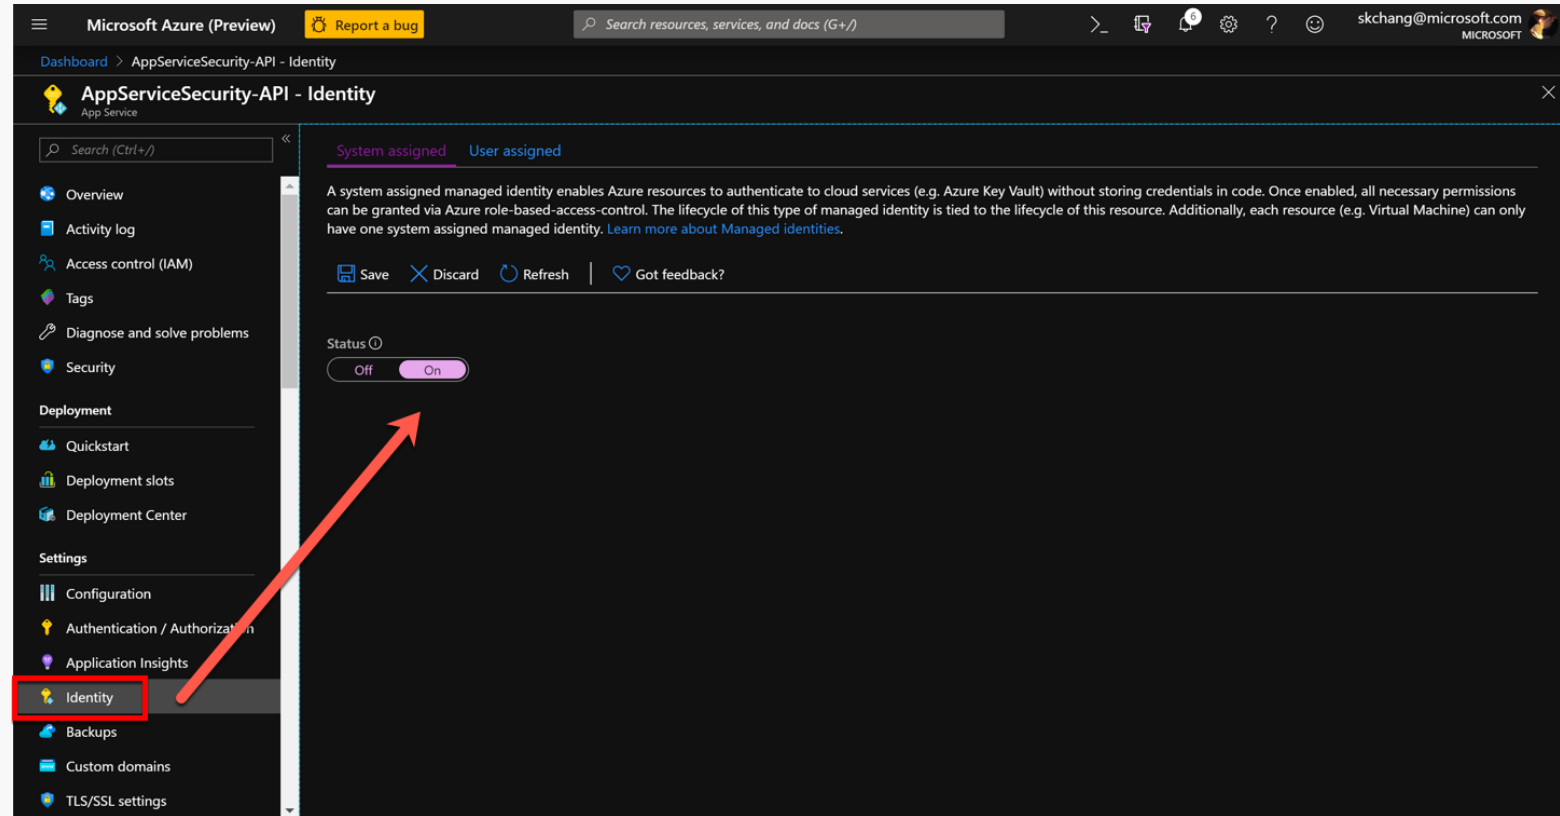 Microsoft Azure (Preview)
Report a bug
Search resources, services, and docs (G+/)
6
skchang@microsoft.com
MICROSOFT
Dashboard > AppServiceSecurity-API - Identity
AppServiceSecurity-API - Identity
App Service
Search (Ctrl+/)
Overview
Activity log
Access control (IAM)
Tags
Diagnose and solve problems
Security
Deployment
Quickstart
Deployment slots
Deployment Center
Settings
Configuration
Authentication / Authorization
Application Insights
Identity
Backups
Custom domains
TLS/SSL settings
System assigned User assigned
A system assigned managed identity enables Azure resources to authenticate to cloud services (e.g. Azure Key Vault) without storing credentials in code. Once enabled, all necessary permissions
can be granted via Azure role-based-access-control. The lifecycle of this type of managed identity is tied to the lifecycle of this resource. Additionally, each resource (e.g. Virtual Machine) can only
have one system assigned managed identity. Learn more about Managed identities.
Save Discard Refresh Got feedback?
Status
Off On